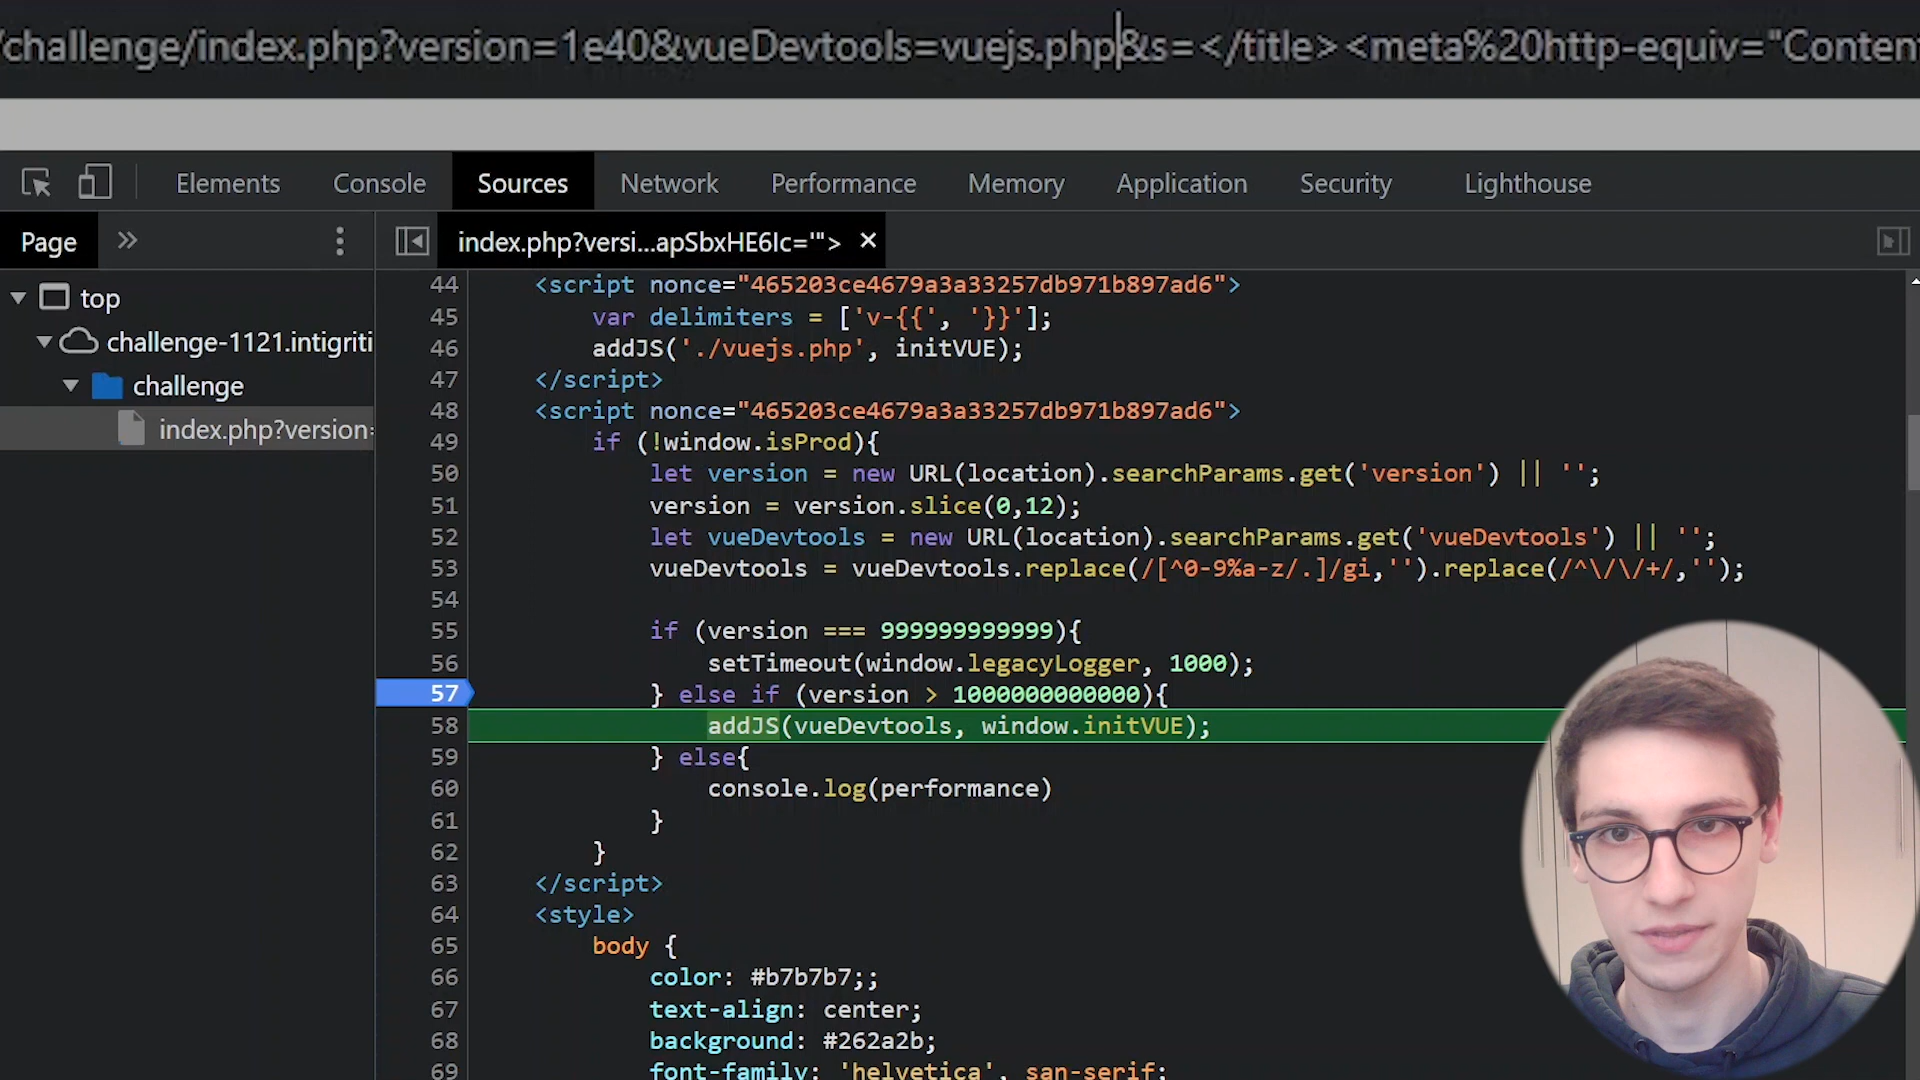 /challenge/index.php?version=1e40&vueDevtools=vuejs.php&s=</title><meta%20http-equiv="Conten
Elements Console Sources Network Performance Memory Application Security Lighthouse
Page » index.php?versi...apSbxHE6Ic='"> ×
top
challenge-1121.intigriti
challenge
index.php?version=
44 <script nonce="465203ce4679a3a33257db971b897ad6">
45 var delimiters = ['v-{{', '}}'];
46 addJS('./vuejs.php', initVUE);
47 </script>
48 <script nonce="465203ce4679a3a33257db971b897ad6">
49 if (!window.isProd){
50 let version = new URL(location).searchParams.get('version') || '';
51 version = version.slice(0,12);
52 let vueDevtools = new URL(location).searchParams.get('vueDevtools') || '';
53 vueDevtools = vueDevtools.replace(/[^0-9%a-z/.]/gi,'').replace(/^\/\/+/,'');
54
55 if (version === 999999999999){
56 setTimeout(window.legacyLogger, 1000);
57 } else if (version > 1000000000000){
58 addJS(vueDevtools, window.initVUE);
59 } else{
60 console.log(performance)
61 }
62 }
63 </script>
64 <style>
65 body {
66 color: #b7b7b7;;
67 text-align: center;
68 background: #262a2b;
69 font-family: 'helvetica', san-serif;